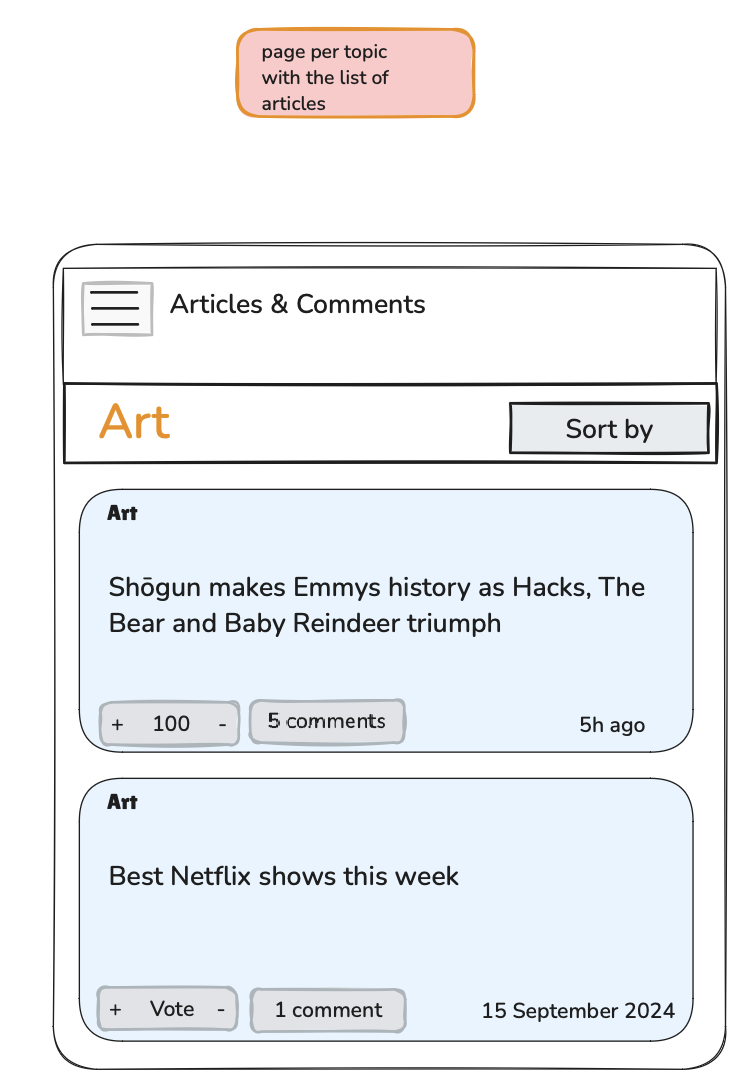 page per topic
with the list of
articles
Articles & Comments
Art
Sort by
Art
Shōgun makes Emmys history as Hacks, The
Bear and Baby Reindeer triumph
+ 100 -
5 comments
5h ago
Art
Best Netflix shows this week
+ Vote -
1 comment
15 September 2024